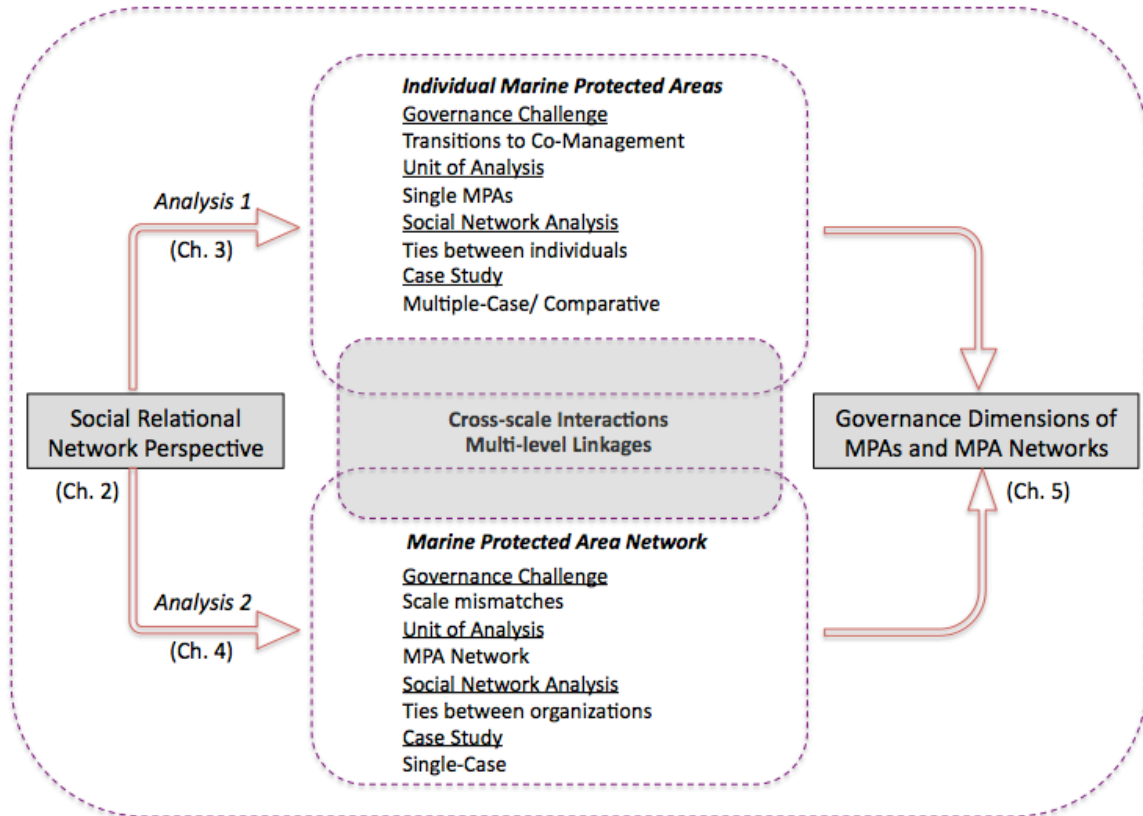 Individual Marine Protected Areas
Governance Challenge
Transitions to Co-Management
Unit of Analysis
Single MPAs
Social Network Analysis
Ties between individuals
Case Study
Multiple-Case/ Comparative
Analysis 1
(Ch. 3)
Social Relational
Network Perspective
(Ch. 2)
Cross-scale Interactions
Multi-level Linkages
Governance Dimensions of
MPAs and MPA Networks
(Ch. 5)
Analysis 2
(Ch. 4)
Marine Protected Area Network
Governance Challenge
Scale mismatches
Unit of Analysis
MPA Network
Social Network Analysis
Ties between organizations
Case Study
Single-Case